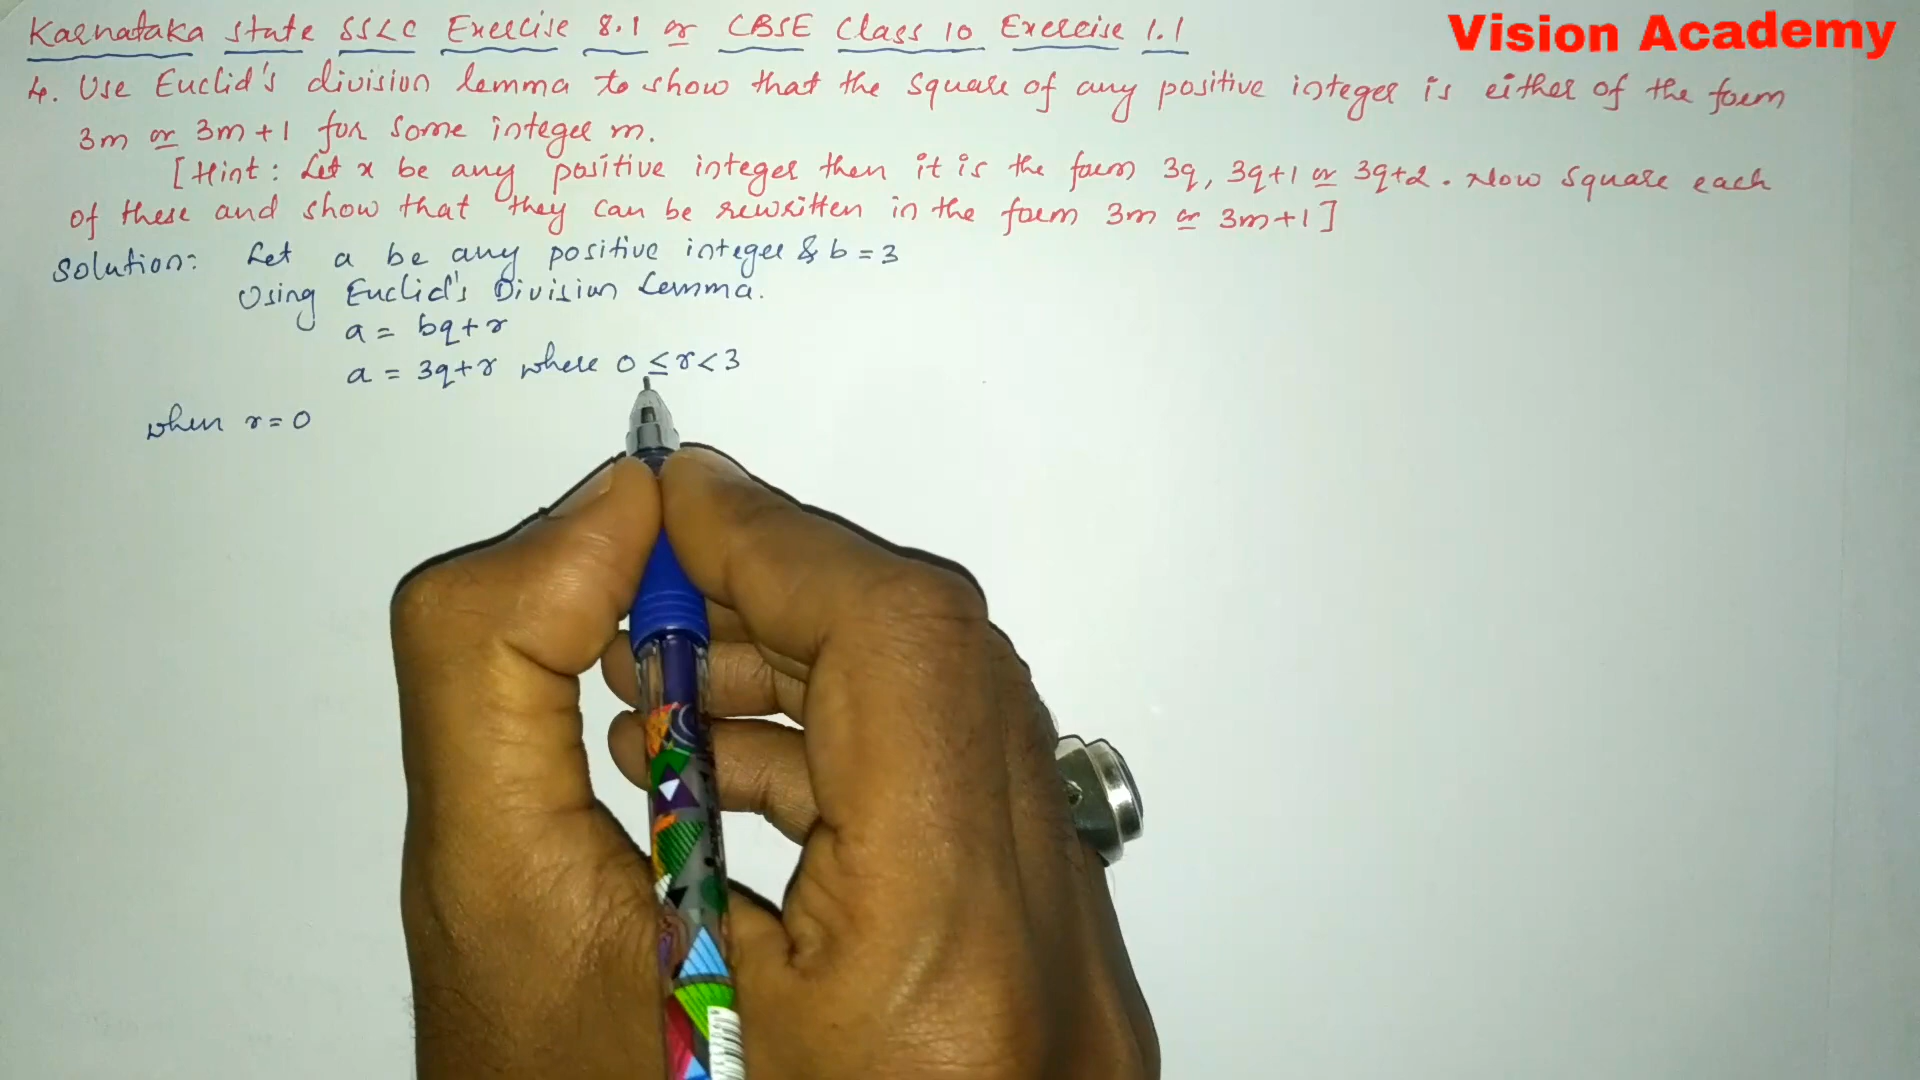 Karnataka State SSLC Exercise 8.1 or CBSE Class 10 Exercise 1.1
Vision Academy
4. Use Euclid's division lemma to show that the square of any positive integer is either of the form
3m or 3m+1 for some integer m.
[Hint: Let x be any positive integer then it is the form 3q, 3q+1 or 3q+2. Now square each
of these and show that they can be rewritten in the form 3m or 3m+1]
Solution: Let a be any positive integer & b = 3
Using Euclid's Division Lemma.
a = bq+r
a = 3q+r where 0 ≤ r < 3
when r = 0